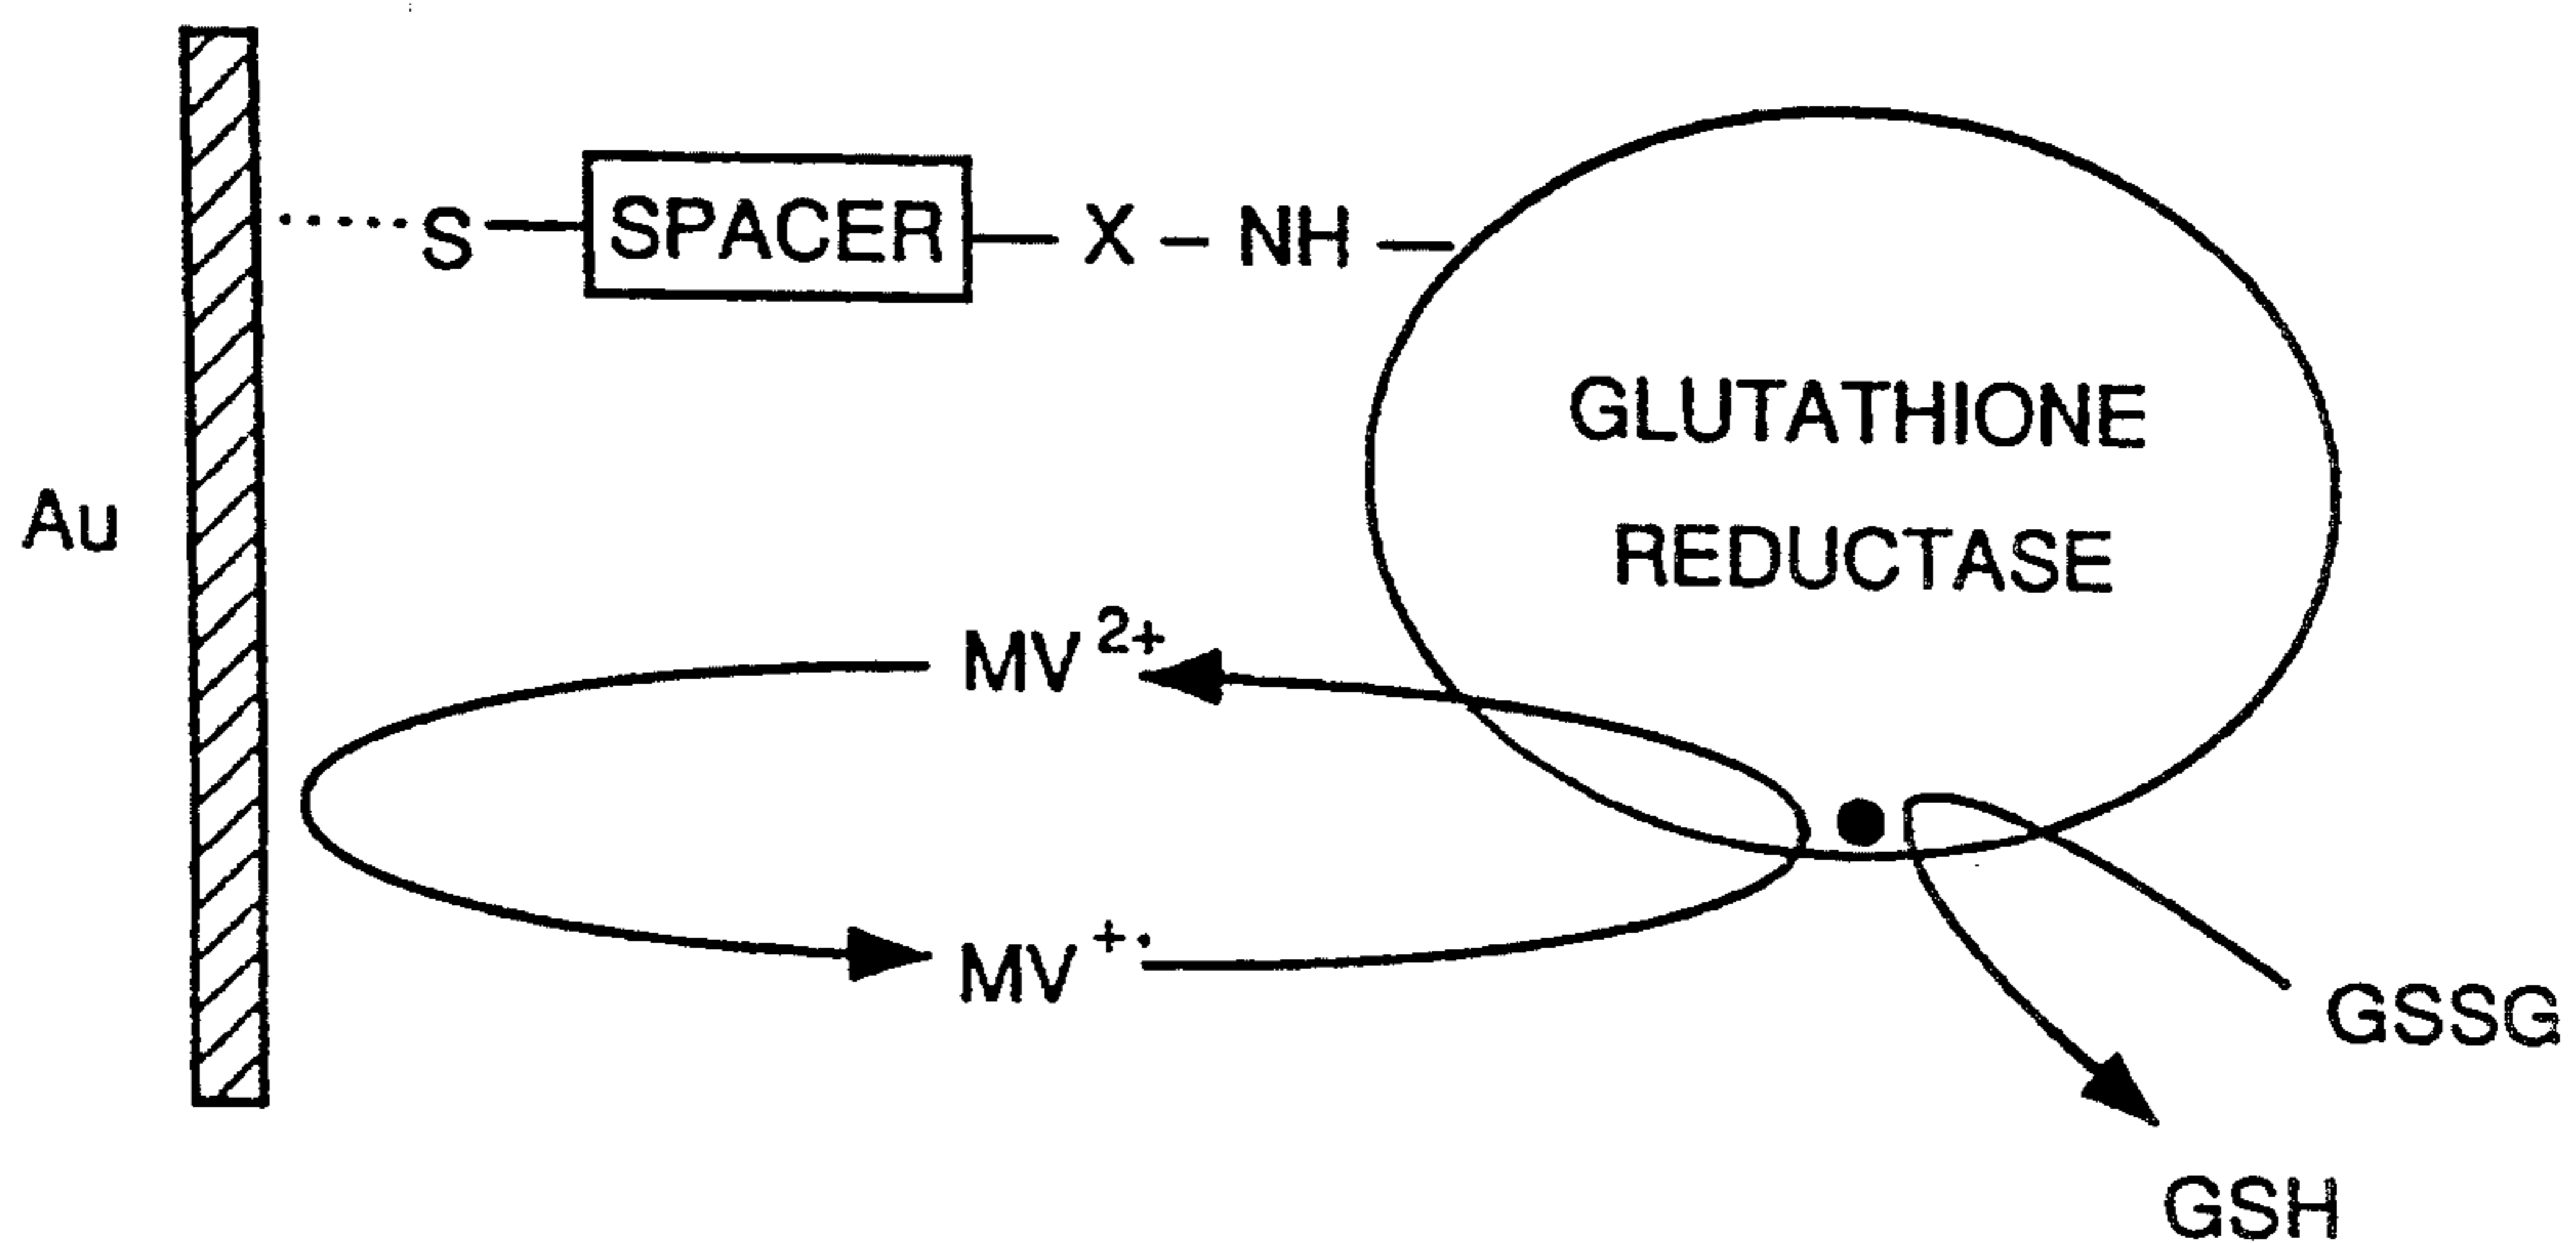 S — SPACER — X – NH —
GLUTATHIONE
REDUCTASE
Au
MV2+
MV+·
GSSG
GSH